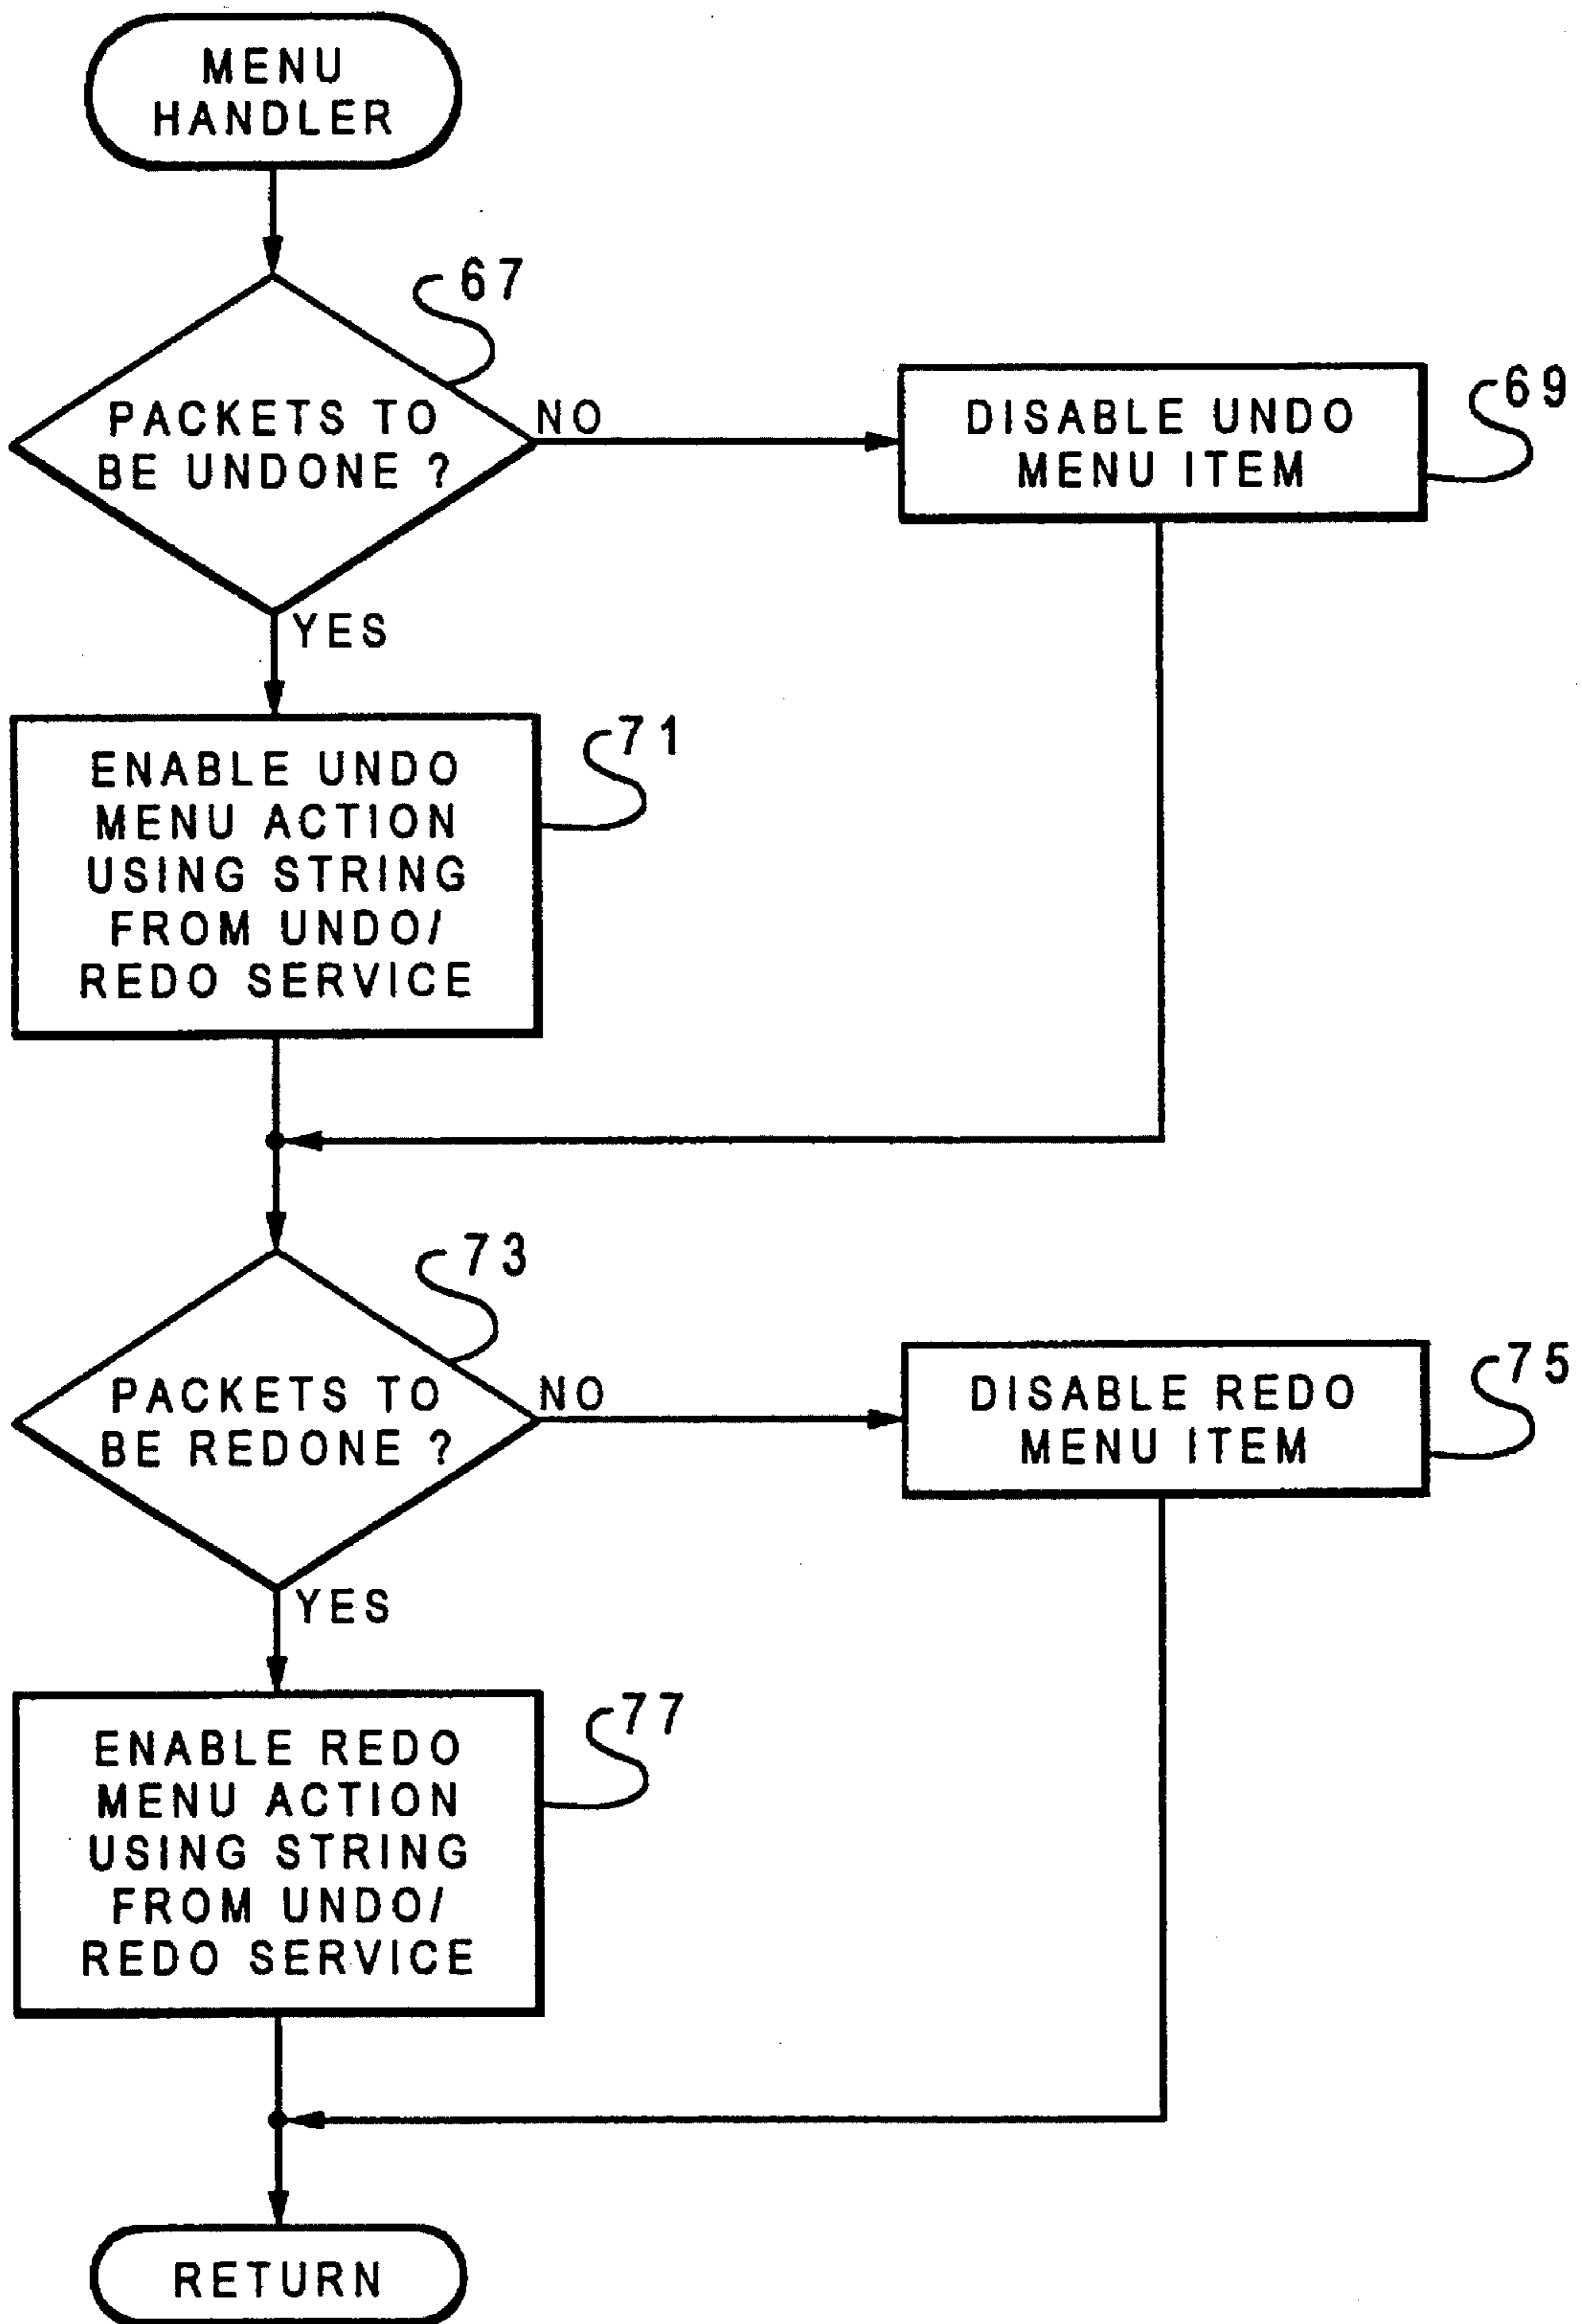 MENU
HANDLER
67
PACKETS TO
BE UNDONE ?
NO
DISABLE UNDO
MENU ITEM
69
YES
ENABLE UNDO
MENU ACTION
USING STRING
FROM UNDO/
REDO SERVICE
71
73
PACKETS TO
BE REDONE ?
NO
DISABLE REDO
MENU ITEM
75
YES
ENABLE REDO
MENU ACTION
USING STRING
FROM UNDO/
REDO SERVICE
77
RETURN